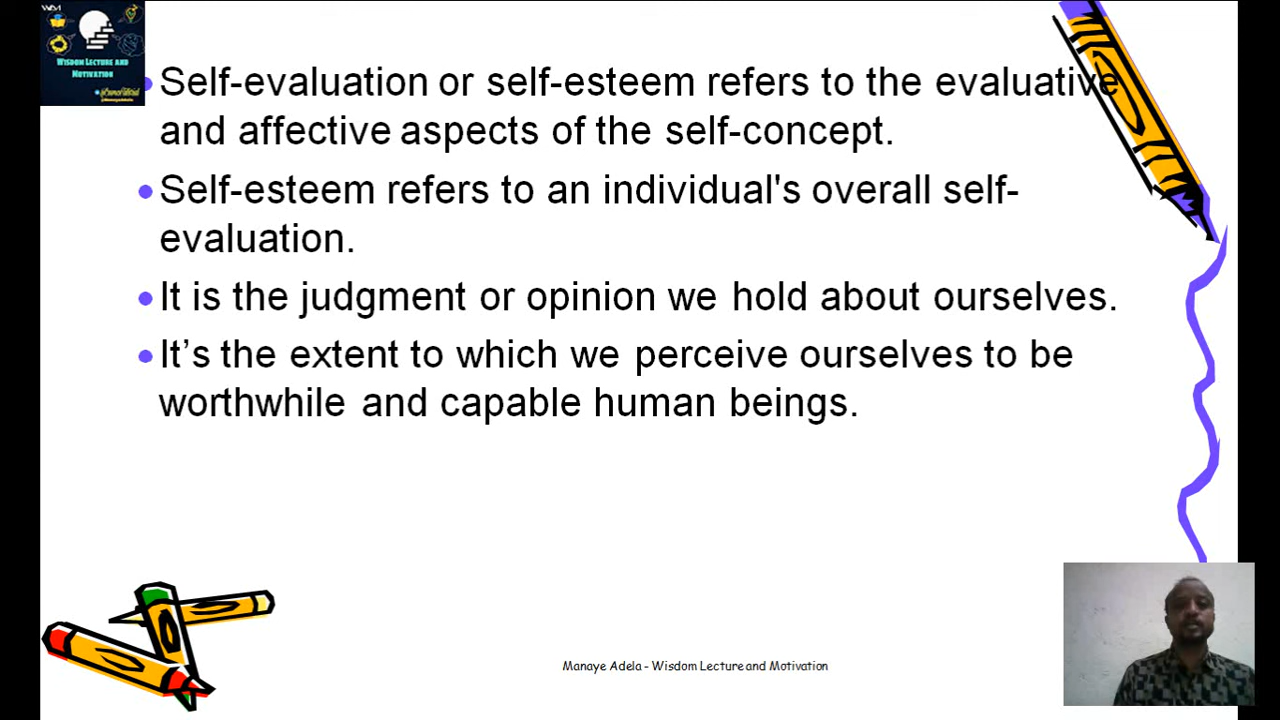 WLM
WISDOM LECTURE AND
MOTIVATION
Self-evaluation or self-esteem refers to the evaluative
and affective aspects of the self-concept.
Self-esteem refers to an individual's overall self-
evaluation.
It is the judgment or opinion we hold about ourselves.
It’s the extent to which we perceive ourselves to be
worthwhile and capable human beings.
Manaye Adela - Wisdom Lecture and Motivation